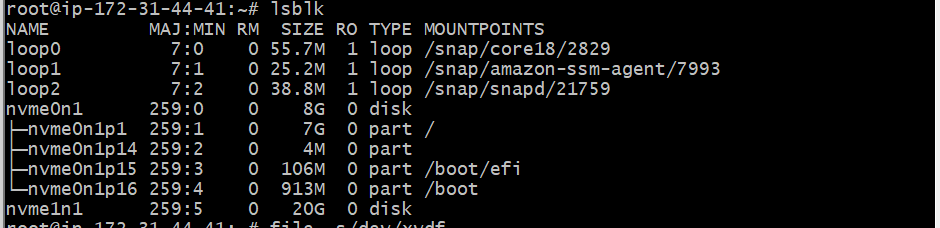 root@ip-172-31-44-41:~# lsblk
NAME         MAJ:MIN RM  SIZE RO TYPE MOUNTPOINTS
loop0          7:0    0 55.7M  1 loop /snap/core18/2829
loop1          7:1    0 25.2M  1 loop /snap/amazon-ssm-agent/7993
loop2          7:2    0 38.8M  1 loop /snap/snapd/21759
nvme0n1      259:0    0    8G  0 disk
├─nvme0n1p1  259:1    0    7G  0 part /
├─nvme0n1p14 259:2    0    4M  0 part
├─nvme0n1p15 259:3    0  106M  0 part /boot/efi
└─nvme0n1p16 259:4    0  913M  0 part /boot
nvme1n1      259:5    0   20G  0 disk
root@ip-172-31-44-41:~# file -s/dev/xvdf